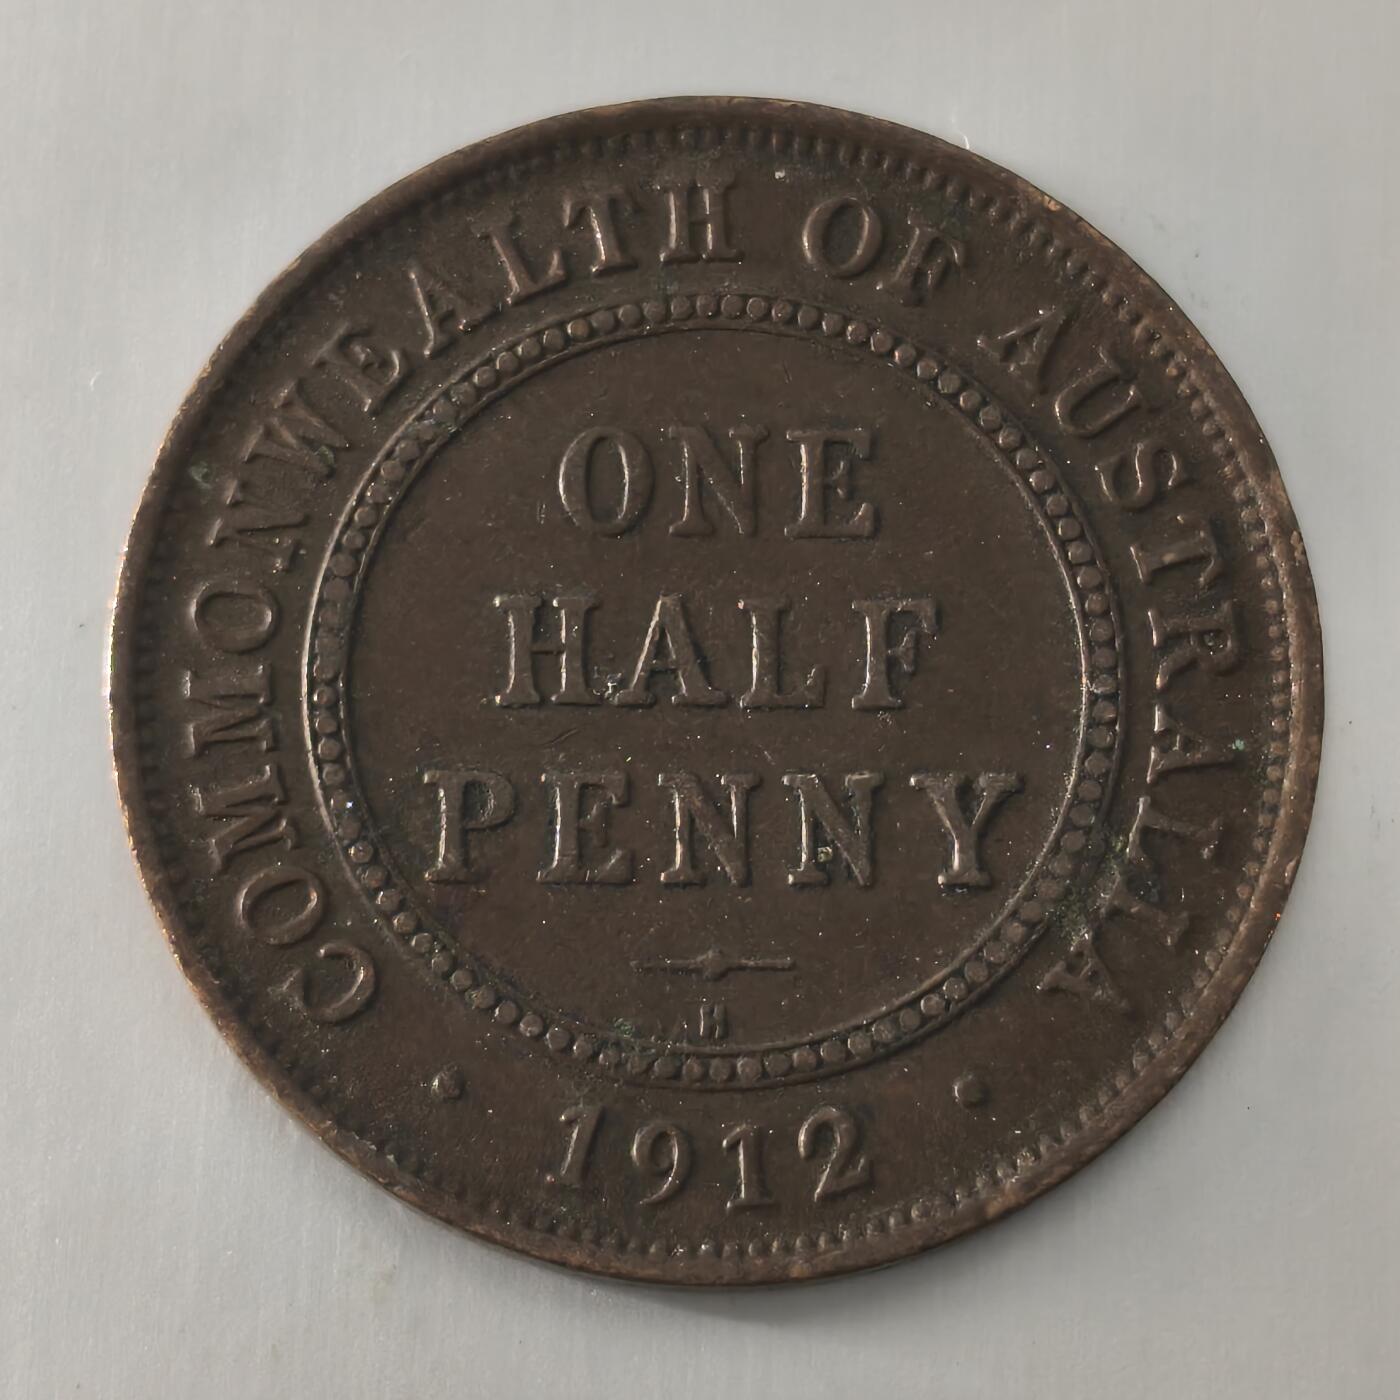 COMMONWEALTH OF AUSTRALIA
ONE
HALF
PENNY
H
· 1912 ·